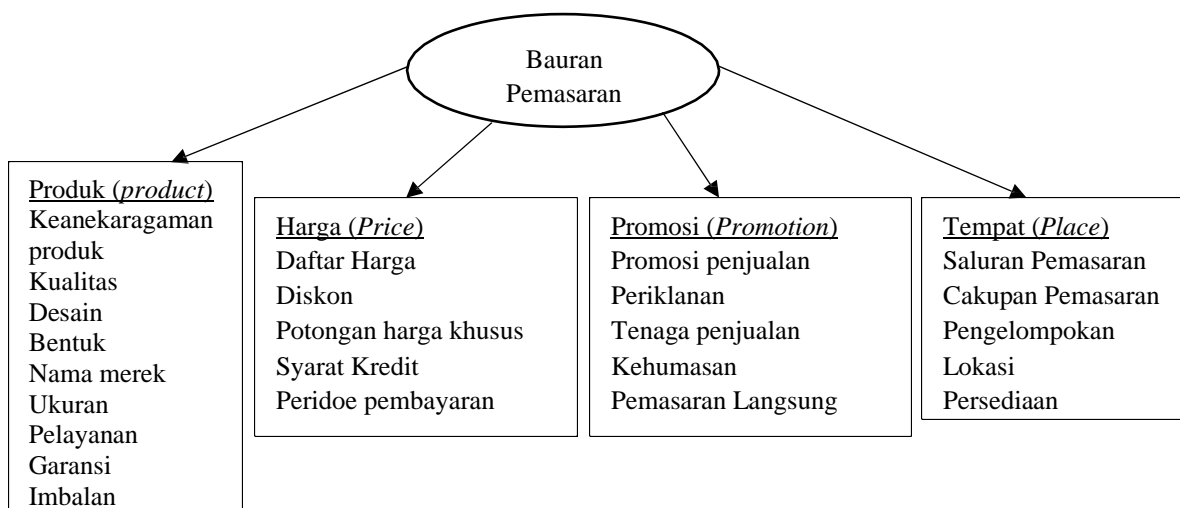 Bauran
Pemasaran
Produk (product)
Keanekaragaman
produk
Kualitas
Desain
Bentuk
Nama merek
Ukuran
Pelayanan
Garansi
Imbalan
Harga (Price)
Daftar Harga
Diskon
Potongan harga khusus
Syarat Kredit
Peridoe pembayaran
Promosi (Promotion)
Promosi penjualan
Periklanan
Tenaga penjualan
Kehumasan
Pemasaran Langsung
Tempat (Place)
Saluran Pemasaran
Cakupan Pemasaran
Pengelompokan
Lokasi
Persediaan